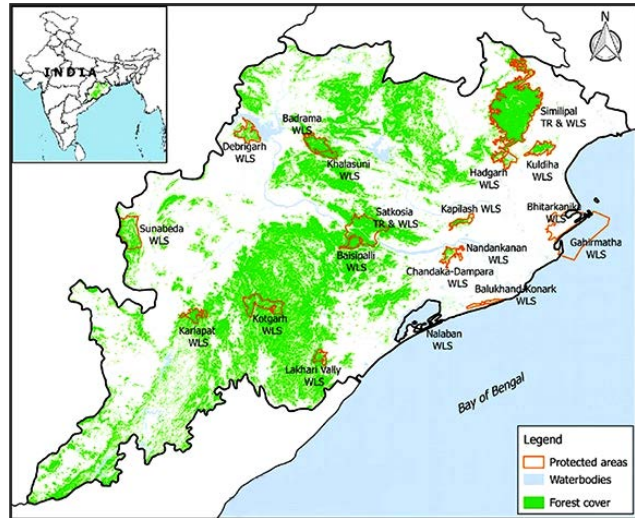 INDIA
N
Similipal
TR & WLS
Badrama
WLS
Debrigarh
WLS
Khalasuni
WLS
Hadgarh
WLS
Kuldiha
WLS
Satkosia
TR & WLS
Kapilash WLS
Bhitarkanika
WLS
Sunabeda
WLS
Baisipalli
WLS
Nandankanan
WLS
Gahirmatha
WLS
Chandaka-Dampara
WLS
Balukhand-Konark
WLS
Karlapat
WLS
Kotgarh
WLS
Nalaban
WLS
Lakhari Vally
WLS
Bay of Bengal
Legend
Protected areas
Waterbodies
Forest cover